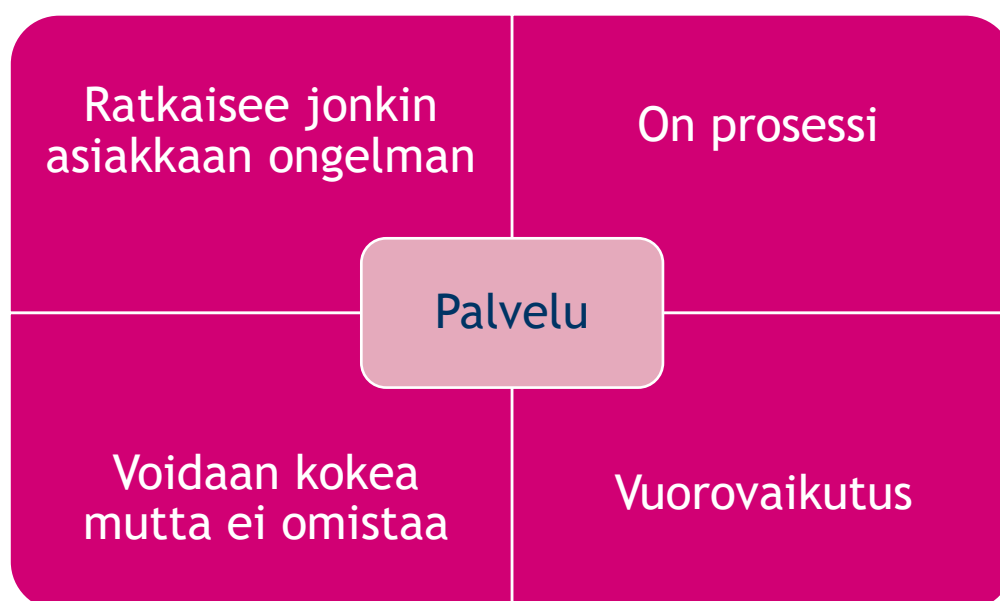 Ratkaisee jonkin
asiakkaan ongelman
On prosessi
Palvelu
Voidaan kokea
mutta ei omistaa
Vuorovaikutus